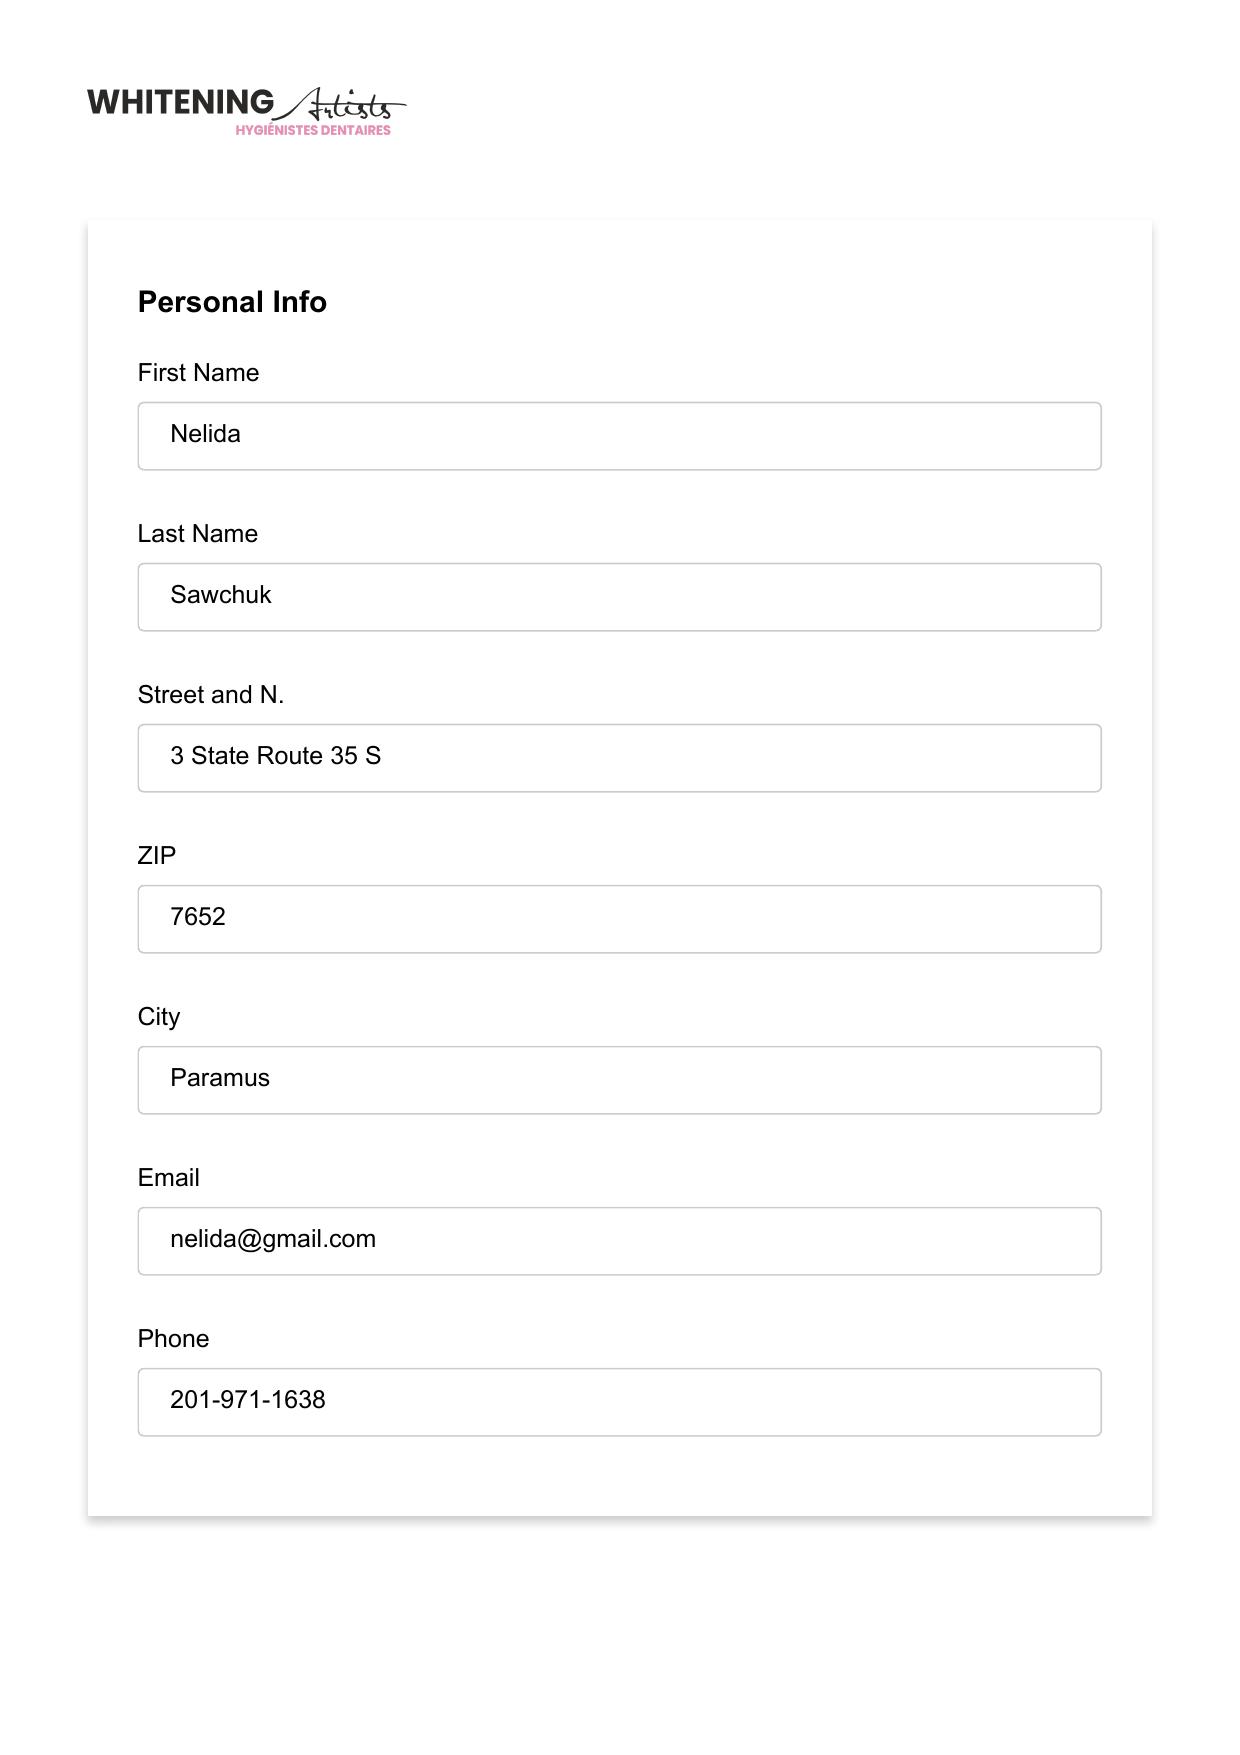 WHITENING Artists
HYGIÉNISTES DENTAIRES
Personal Info
First Name
Nelida
Last Name
Sawchuk
Street and N.
3 State Route 35 S
ZIP
7652
City
Paramus
Email
nelida@gmail.com
Phone
201-971-1638